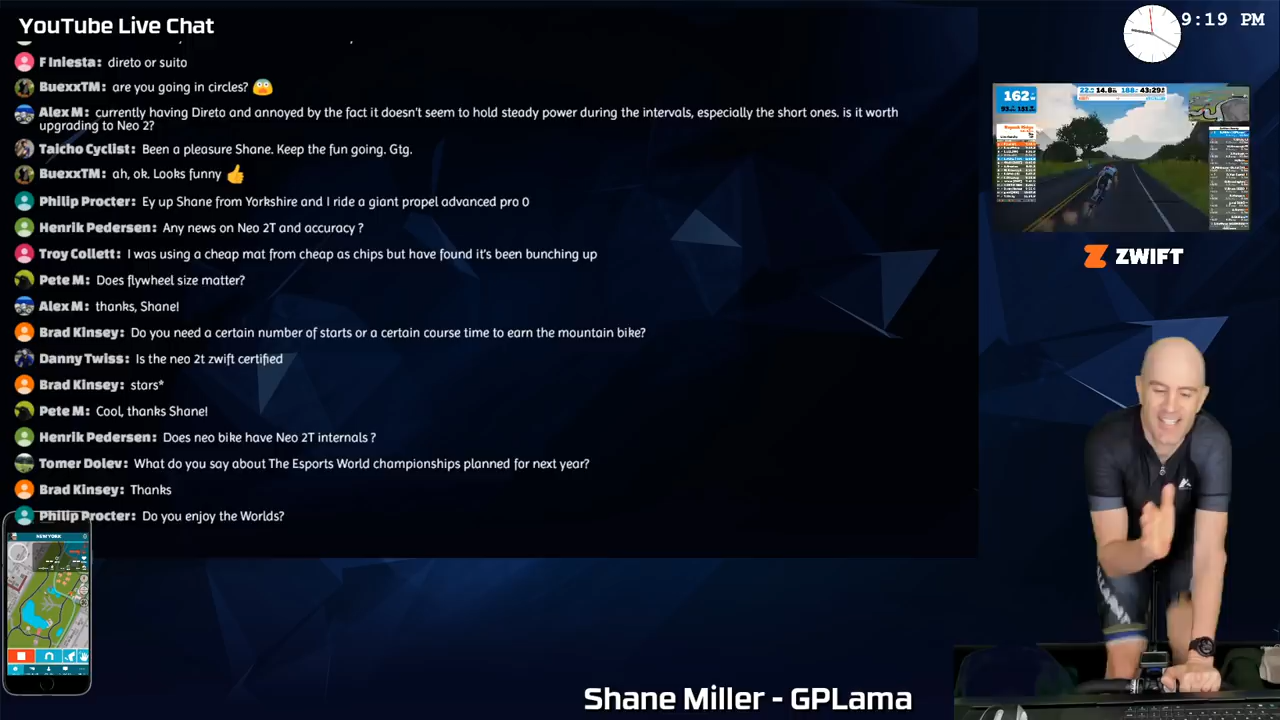 YouTube Live Chat
9:19 PM
F Iniesta: direto or suito
BuexxTM: are you going in circles?
Alex M: currently having Direto and annoyed the fact it doesn't seem to hold steady power during the intervals, especially the short ones. is it worth
upgrading to Neo 2?
Taicho Cyclist: Been a pleasure Shane. Keep the fun going. Gtg.
BuexxTM: ah, ok. Looks funny
Philip Procter: Ey up Shane from Yorkshire and I ride a giant propel advanced pro 0
Henrik Pedersen: Any news on Neo 2T and accuracy ?
Troy Collett: I was using a cheap mat from cheap as chips but have found it's been bunching up
Pete M: Does flywheel size matter?
Alex M: thanks, Shane!
Brad Kinsey: Do you need a certain number of starts or a certain course time to earn the mountain bike?
Danny Twiss: Is the neo 2t zwift certified
Brad Kinsey: stars*
Pete M: Cool, thanks Shane!
Henrik Pedersen: Does neo bike have Neo 2T internals ?
Tomer Dolev: What do you say about The Esports World championships planned for next year?
Brad Kinsey: Thanks
Philip Procter: Do you enjoy the Worlds?
162
14.8
188
43:29
ZWIFT
NEW YORK
Shane Miller - GPLama